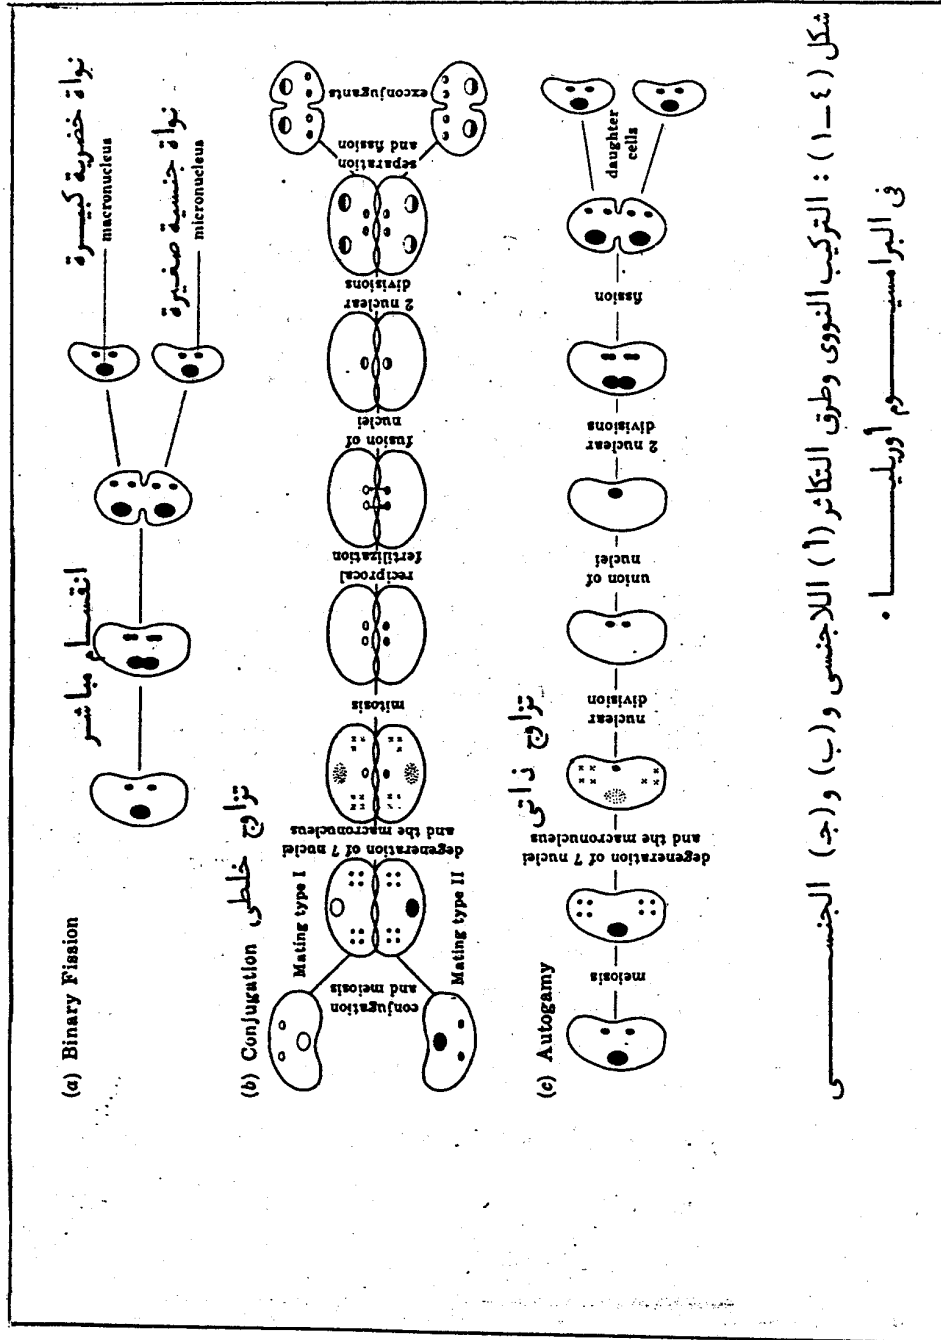 (a) Binary Fission
انقسام مباشر
macronucleus
نواة خضرية كبيرة
micronucleus
نواة جنسية صغيرة
(b) Conjugation تزاوج خلطى
Mating type I
Mating type II
conjugation
and meiosis
degeneration of 7 nuclei
and the macronucleus
mitosis
reciprocal
fertilization
fusion of
nuclei
2 nuclear
divisions
separation
and fission
exconjugants
(c) Autogamy
تزاوج ذاتى
meiosis
degeneration of 7 nuclei
and the macronucleus
nuclear
division
union of
nuclei
2 nuclear
divisions
fission
daughter
cells
شكل (٤ – ١) : التركيب النووى وطرق التكاثر (أ) اللاجنسى و (ب) و (جـ) الجنسى
فى البراميسيوم أوريليا .